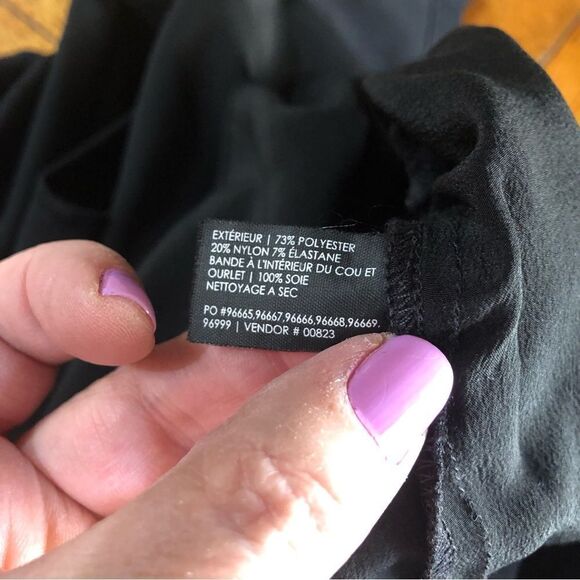 EXTÉRIEUR | 73% POLYESTER
20% NYLON 7% ÉLASTANE
BANDE À L'INTÉRIEUR DU COU ET
OURLET | 100% SOIE
NETTOYAGE A SEC
PO #96665,96667,96666,96668,96669,
96999 | VENDOR # 00823